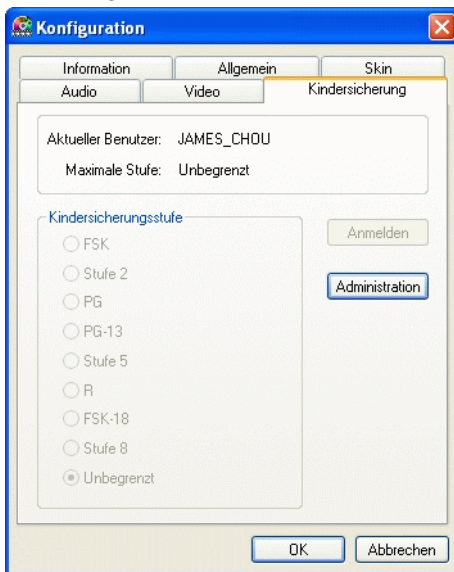 Konfiguration
Information Allgemein Skin
Audio Video Kindersicherung
Aktueller Benutzer: JAMES_CHOU
Maximale Stufe: Unbegrenzt
Kindersicherungsstufe
Anmelden
FSK
Stufe 2
Administration
PG
PG-13
Stufe 5
R
FSK-18
Stufe 8
Unbegrenzt
OK Abbrechen